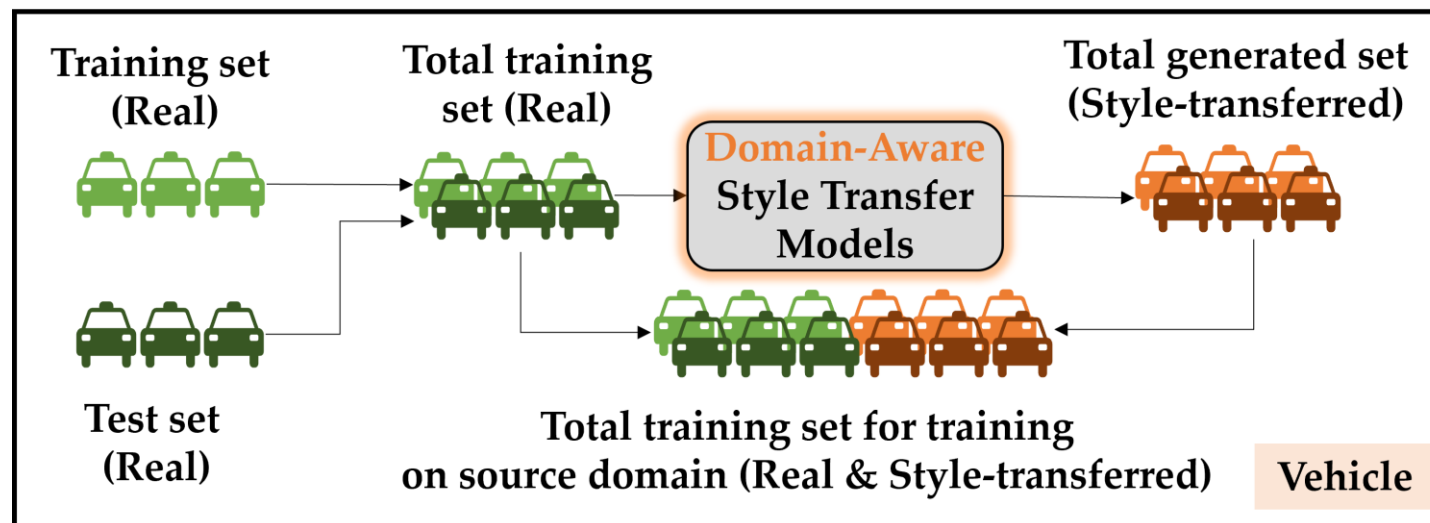 Training set
(Real)
Total training
set (Real)
Total generated set
(Style-transferred)
Domain-Aware
Style Transfer
Models
Test set
(Real)
Total training set for training
on source domain (Real & Style-transferred)
Vehicle